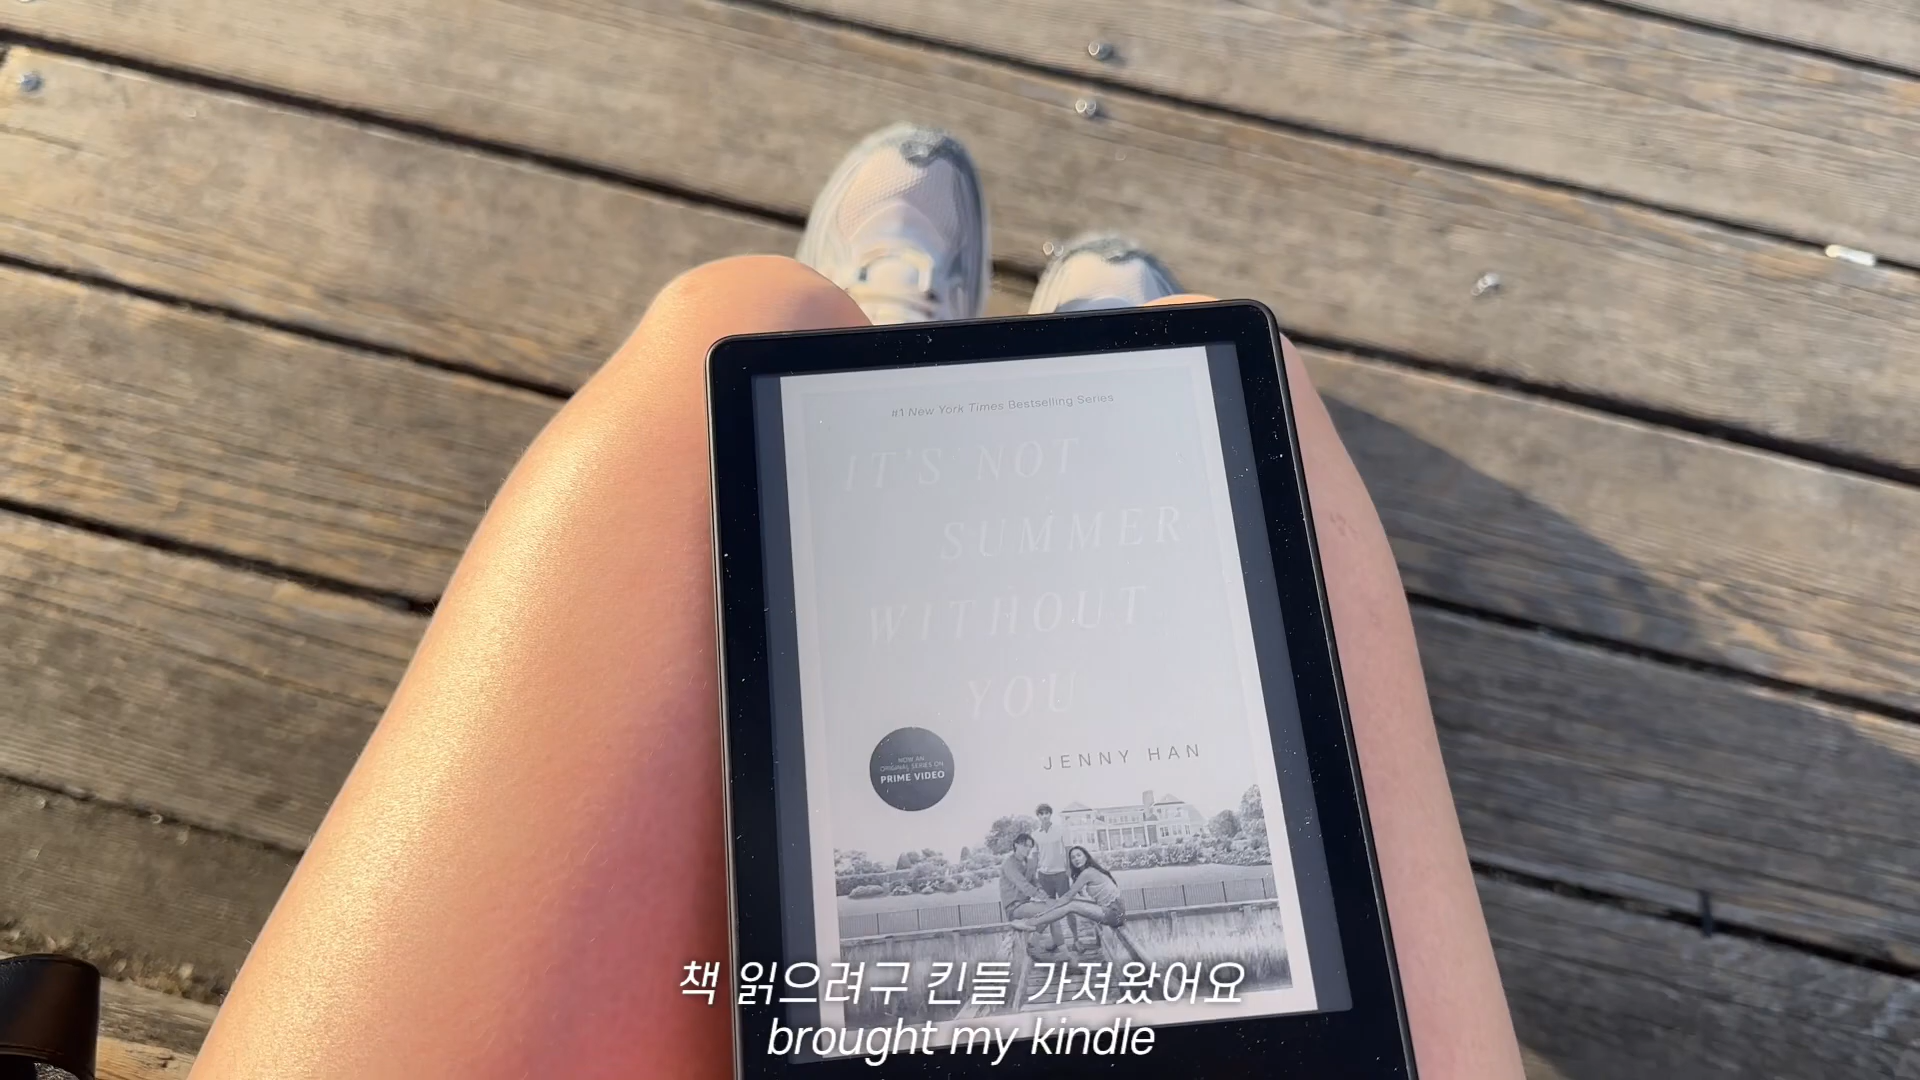 #1 New York Times Bestselling Series
IT'S NOT
SUMMER
WITHOUT
YOU
JENNY HAN
NOW AN
ORIGINAL SERIES ON
PRIME VIDEO
책 읽으려구 킨들 가져왔어요
brought my kindle